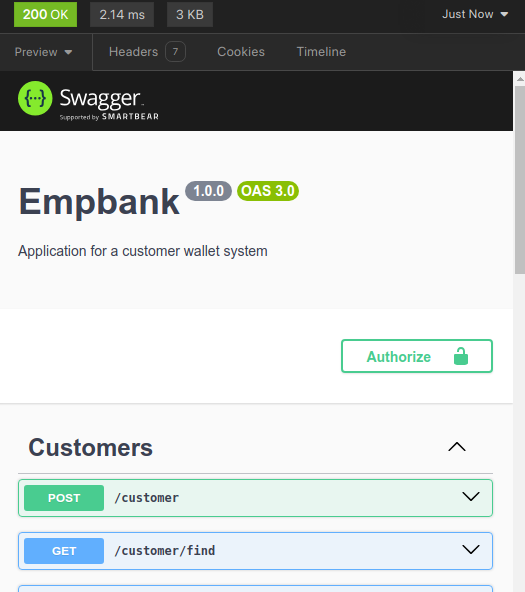 200 OK 2.14 ms 3 KB Just Now
Preview Headers 7 Cookies Timeline
{···} Swagger
Supported by SMARTBEAR
Empbank 1.0.0 OAS 3.0
Application for a customer wallet system
Authorize
Customers
POST /customer
GET /customer/find